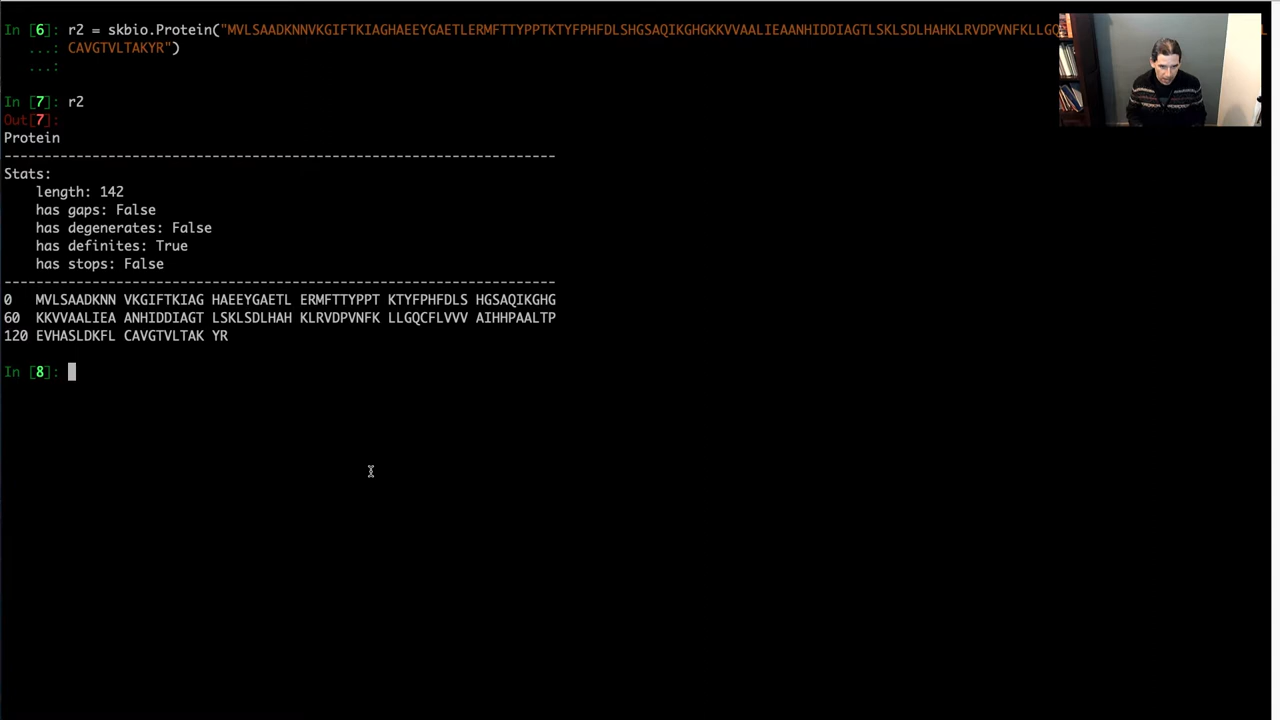 In [6]: r2 = skbio.Protein("MVLSAADKNNVKGIFTKIAGHAEEYGAETLERMFTTYPPTKTYFPHFDLSHGSAQIKGHGKKVVAALIEAANHIDDIAGTLSKLSDLHAHKLRVDPVNFKLLG
...: CAVGTVLTAKYR")
...:
In [7]: r2
Out[7]:
Protein
---------------------------------------------------------------------
Stats:
length: 142
has gaps: False
has degenerates: False
has definites: True
has stops: False
---------------------------------------------------------------------
0 MVLSAADKNN VKGIFTKIAG HAEEYGAETL ERMFTTYPPT KTYFPHFDLS HGSAQIKGHG
60 KKVVAALIEA ANHIDDIAGT LSKLSDLHAH KLRVDPVNFK LLGQCFLVVV AIHHPAALTP
120 EVHASLDKFL CAVGTVLTAK YR
In [8]: